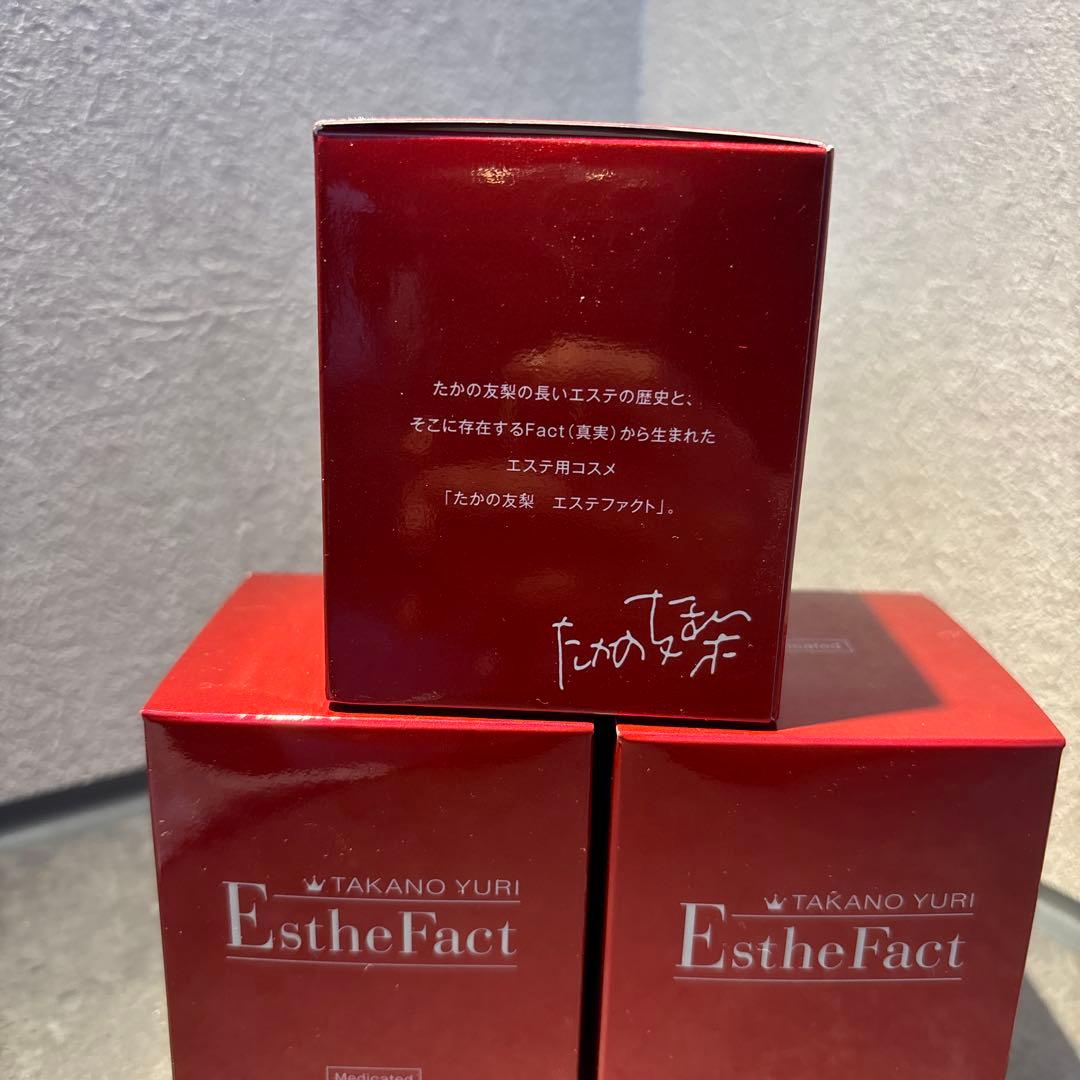 たかの友梨の長いエステの歴史と、
そこに存在するFact(真実)から生まれた
エステ用コスメ
「たかの友梨　エステファクト」。
たかの友梨
TAKANO YURI
EstheFact
Medicated
TAKANO YURI
EstheFact